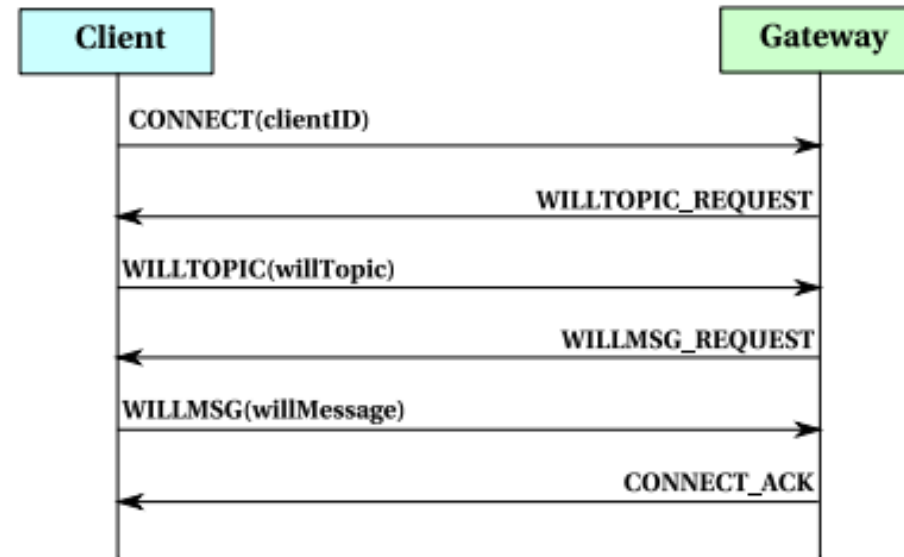 Client
Gateway
CONNECT(clientID)
WILLTOPIC_REQUEST
WILLTOPIC(willTopic)
WILLMSG_REQUEST
WILLMSG(willMessage)
CONNECT_ACK